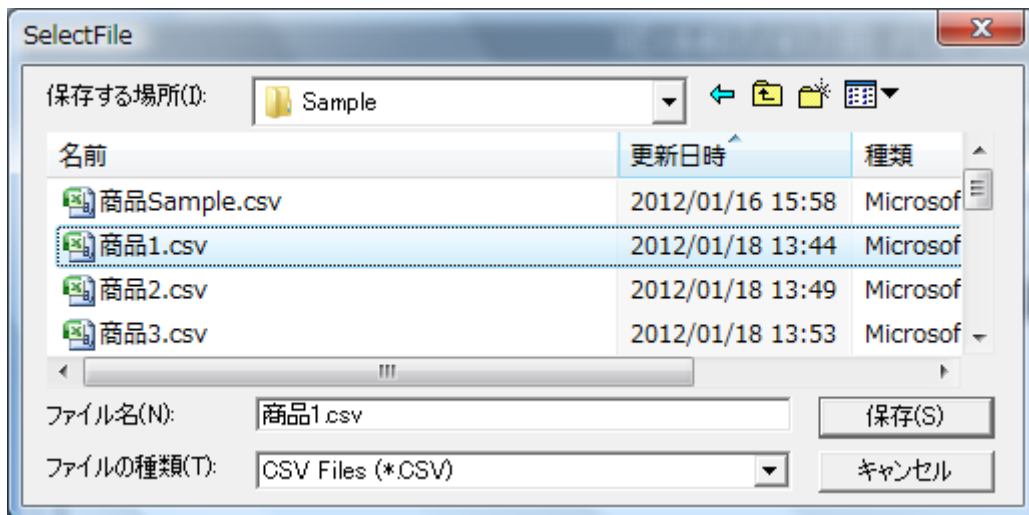 SelectFile
保存する場所(I):
Sample
名前 更新日時 種類
商品Sample.csv 2012/01/16 15:58 Microsof
商品1.csv 2012/01/18 13:44 Microsof
商品2.csv 2012/01/18 13:49 Microsof
商品3.csv 2012/01/18 13:53 Microsof
ファイル名(N): 商品1.csv 保存(S)
ファイルの種類(T): CSV Files (*.CSV) キャンセル